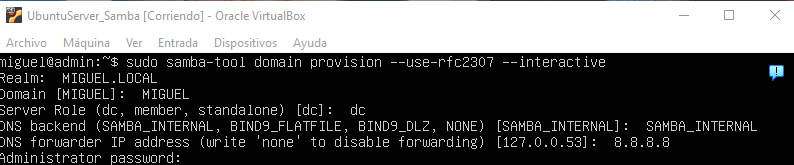 UbuntuServer_Samba [Corriendo] - Oracle VirtualBox
Archivo Máquina Ver Entrada Dispositivos Ayuda
miguel@admin:~$ sudo samba-tool domain provision --use-rfc2307 --interactive
Realm:  MIGUEL.LOCAL
Domain [MIGUEL]:  MIGUEL
Server Role (dc, member, standalone) [dc]:  dc
DNS backend (SAMBA_INTERNAL, BIND9_FLATFILE, BIND9_DLZ, NONE) [SAMBA_INTERNAL]:  SAMBA_INTERNAL
DNS forwarder IP address (write 'none' to disable forwarding) [127.0.0.53]:  8.8.8.8
Administrator password: